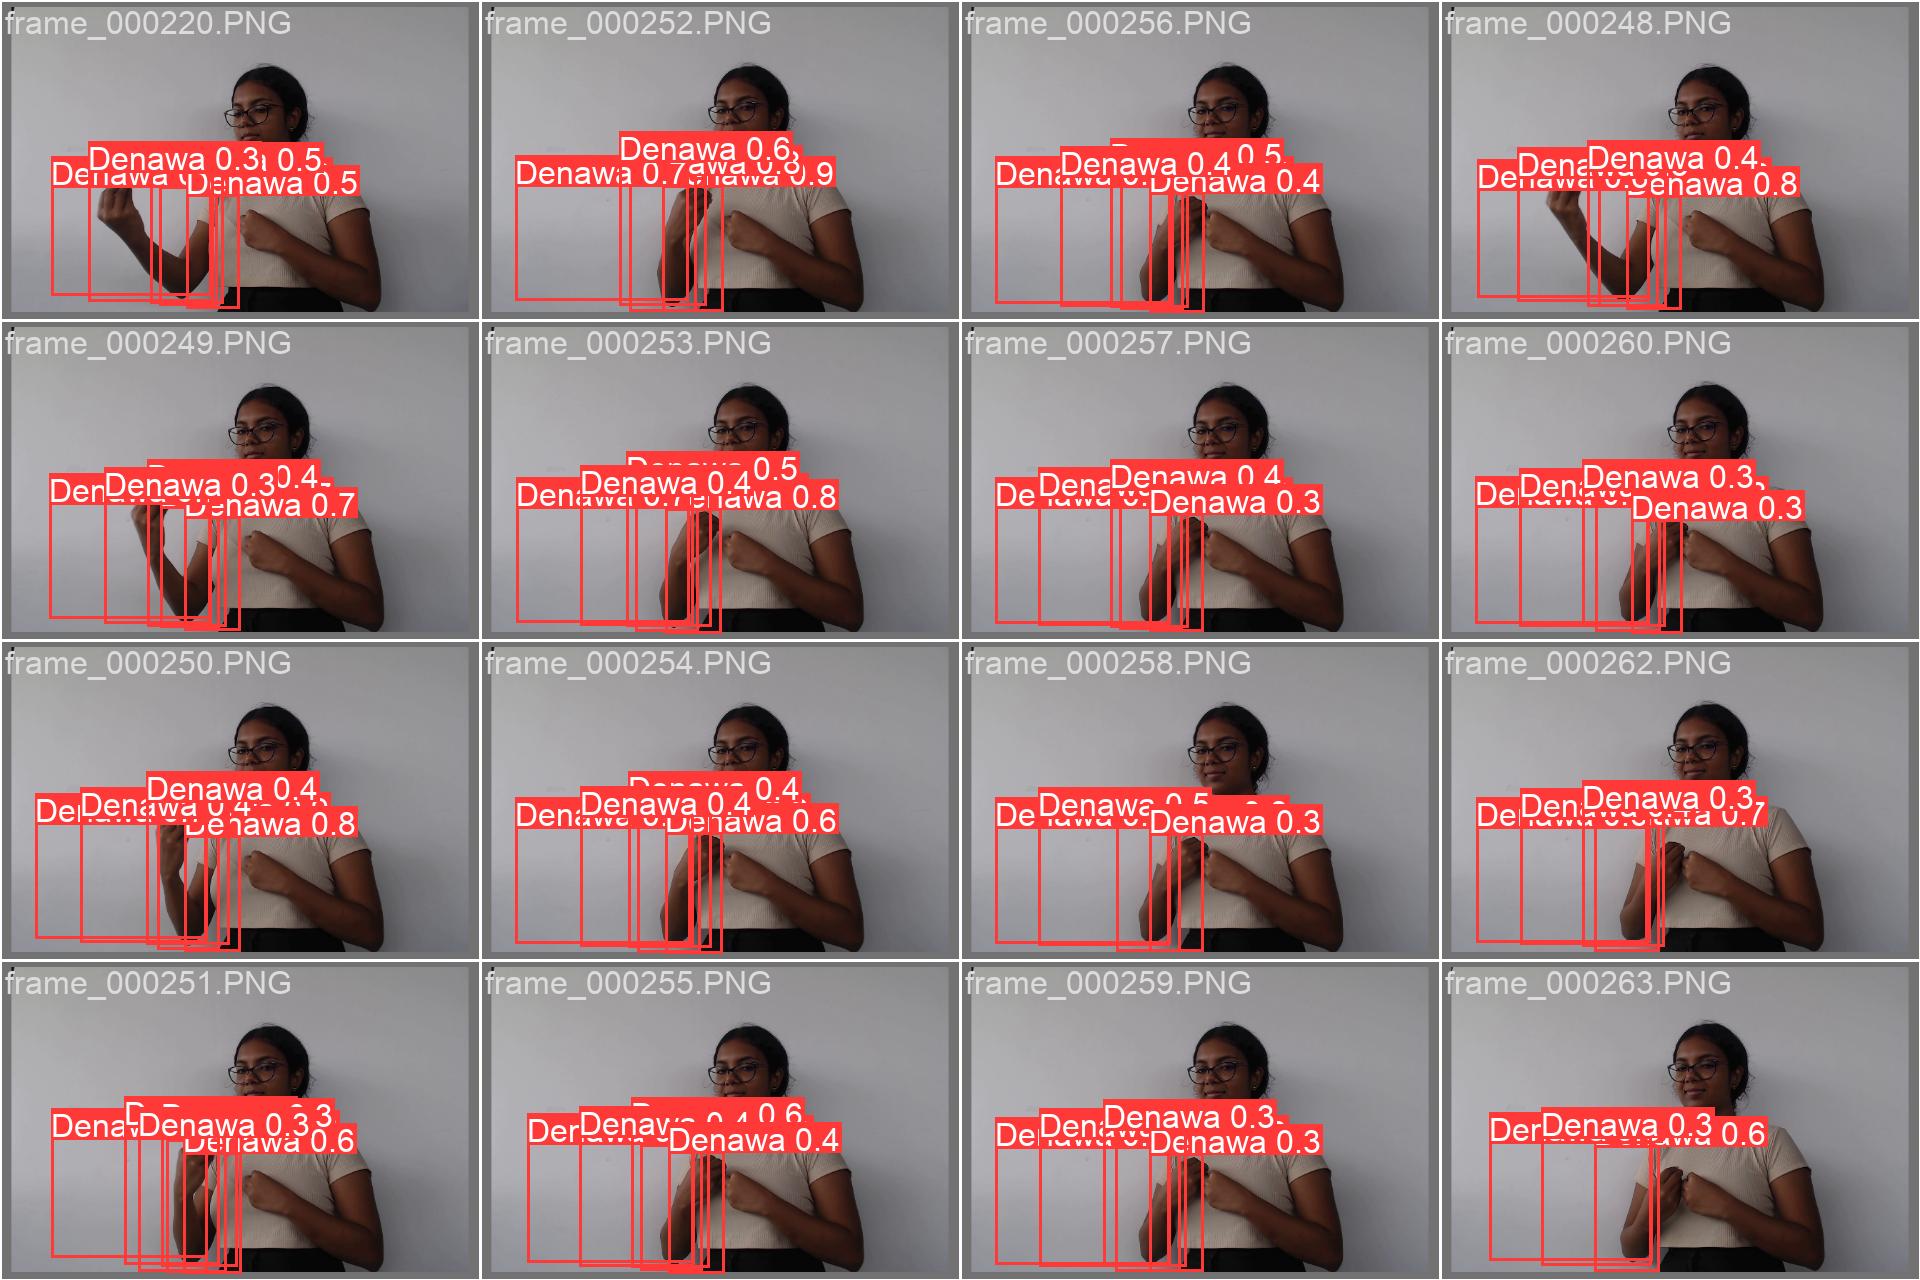 frame_000220.PNG
Denawa 0.3
0.5
Denawa 0.5
frame_000252.PNG
Denawa 0.6
Denawa 0.7
0.9
frame_000256.PNG
0.5
Denawa 0.4
Denawa 0.4
frame_000248.PNG
Denawa 0.4
Denawa 0.8
frame_000249.PNG
0.4
Denawa 0.3
Denawa 0.7
frame_000253.PNG
0.5
Denawa 0.4
Denawa 0.8
frame_000257.PNG
Denawa 0.4
Denawa 0.3
frame_000260.PNG
Denawa 0.3
Denawa 0.3
frame_000250.PNG
Denawa 0.4
Denawa 0.4
Denawa 0.8
frame_000254.PNG
Denawa 0.4
Denawa 0.4
Denawa 0.6
frame_000258.PNG
Denawa 0.5
Denawa 0.3
frame_000262.PNG
Denawa 0.3
0.7
frame_000251.PNG
Denawa 0.3
Denawa 0.6
frame_000255.PNG
0.6
Denawa 0.4
frame_000259.PNG
Denawa 0.3
Denawa 0.3
frame_000263.PNG
Denawa 0.3
0.6